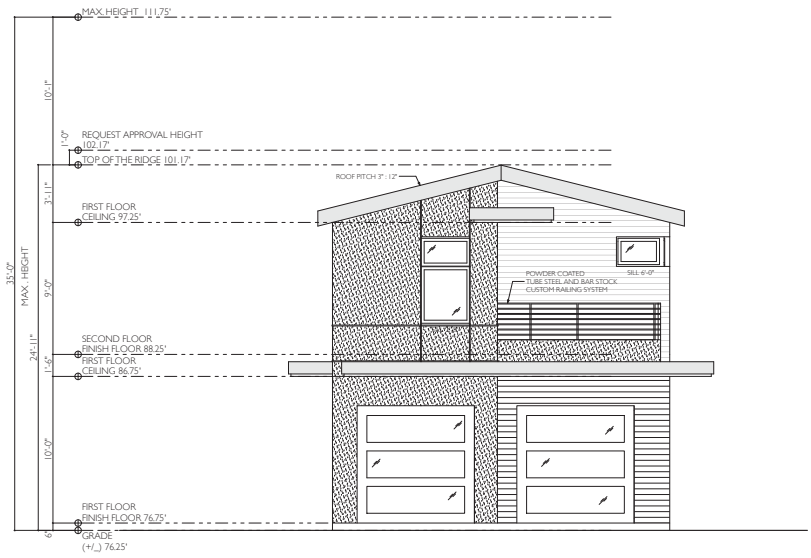 MAX. HEIGHT 111.75'
10'-1"
REQUEST APPROVAL HEIGHT
102.17'
1'-0"
TOP OF THE RIDGE 101.17'
ROOF PITCH 3" : 12"
3'-11"
FIRST FLOOR
CEILING 97.25'
35'-0"
MAX. HEIGHT
9'-0"
SILL 6'-0"
POWDER COATED
TUBE STEEL AND BAR STOCK
CUSTOM RAILING SYSTEM
24'-11"
SECOND FLOOR
FINISH FLOOR 88.25'
1'-6"
FIRST FLOOR
CEILING 86.75'
10'-0"
FIRST FLOOR
FINISH FLOOR 76.75'
6"
GRADE
(+/_) 76.25'